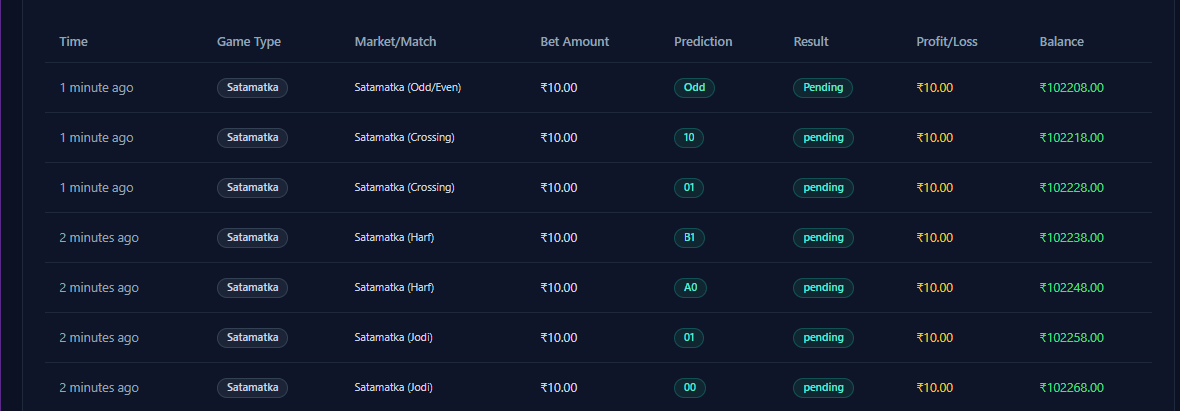 Time Game Type Market/Match Bet Amount Prediction Result Profit/Loss Balance
1 minute ago Satamatka Satamatka (Odd/Even) ₹10.00 Odd Pending ₹10.00 ₹102208.00
1 minute ago Satamatka Satamatka (Crossing) ₹10.00 10 pending ₹10.00 ₹102218.00
1 minute ago Satamatka Satamatka (Crossing) ₹10.00 01 pending ₹10.00 ₹102228.00
2 minutes ago Satamatka Satamatka (Harf) ₹10.00 B1 pending ₹10.00 ₹102238.00
2 minutes ago Satamatka Satamatka (Harf) ₹10.00 A0 pending ₹10.00 ₹102248.00
2 minutes ago Satamatka Satamatka (Jodi) ₹10.00 01 pending ₹10.00 ₹102258.00
2 minutes ago Satamatka Satamatka (Jodi) ₹10.00 00 pending ₹10.00 ₹102268.00